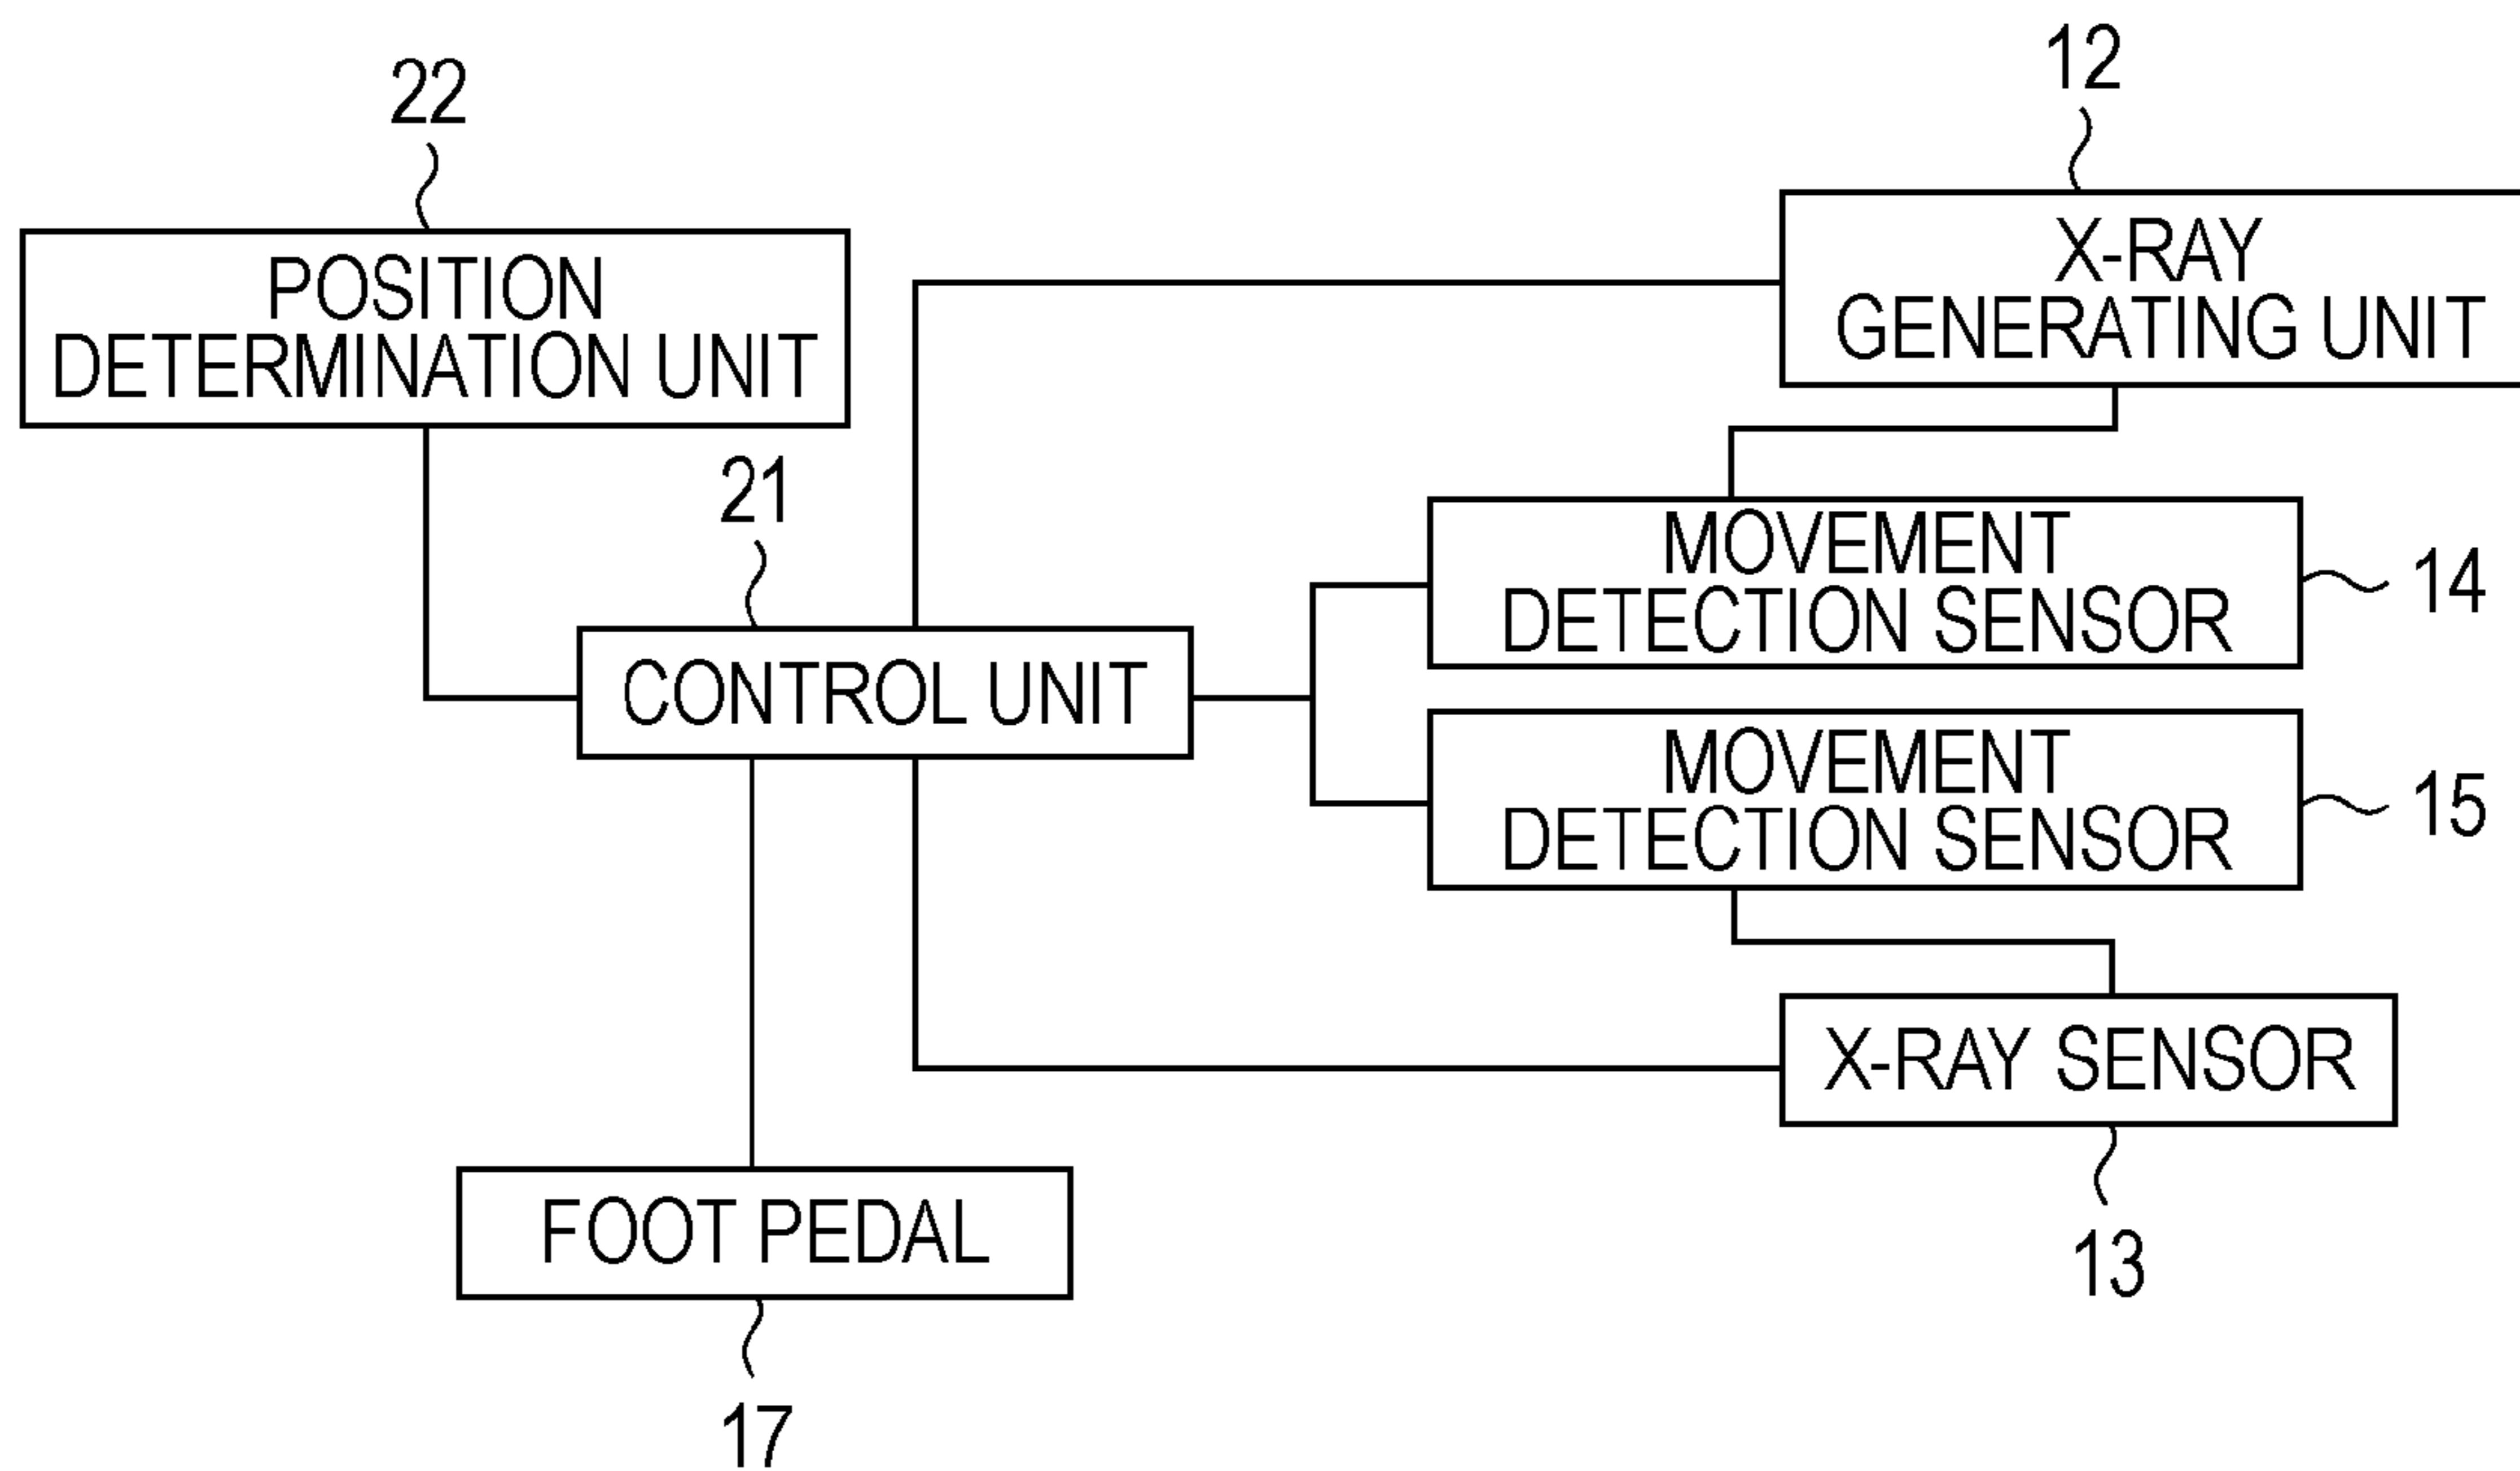 22
POSITION
DETERMINATION UNIT
12
X-RAY
GENERATING UNIT
21
CONTROL UNIT
MOVEMENT
DETECTION SENSOR
14
MOVEMENT
DETECTION SENSOR
15
X-RAY SENSOR
13
FOOT PEDAL
17